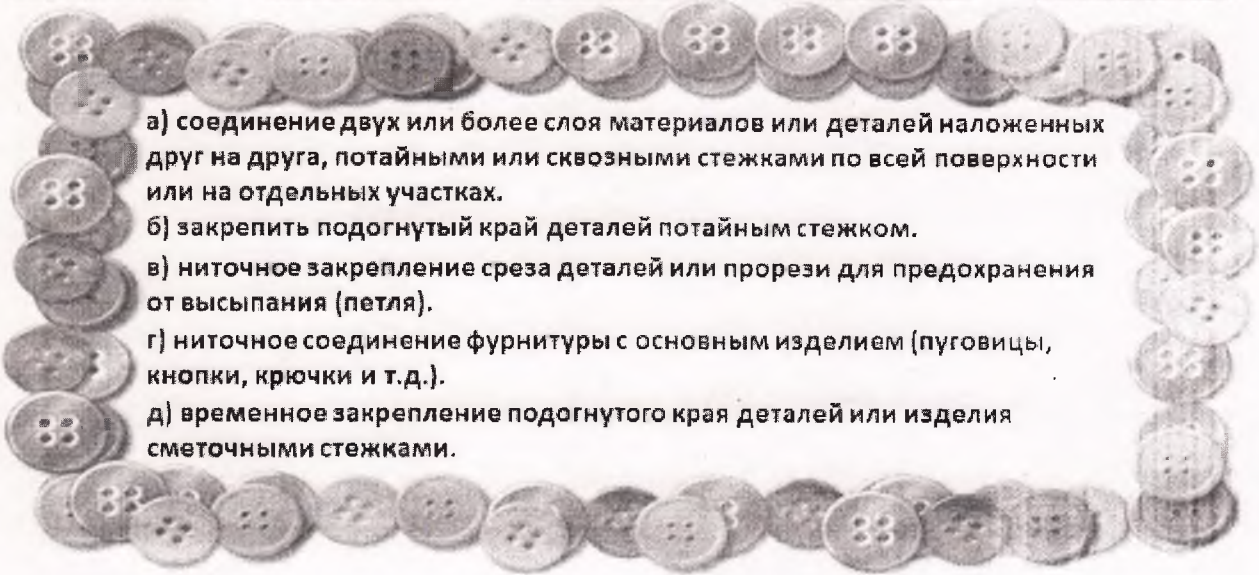 а) соединение двух или более слоя материалов или деталей наложенных
друг на друга, потайными или сквозными стежками по всей поверхности
или на отдельных участках.
б) закрепить подогнутый край деталей потайным стежком.
в) ниточное закрепление среза деталей или прорези для предохранения
от высыпания (петля).
г) ниточное соединение фурнитуры с основным изделием (пуговицы,
кнопки, крючки и т.д.).
д) временное закрепление подогнутого края деталей или изделия
сметочными стежками.